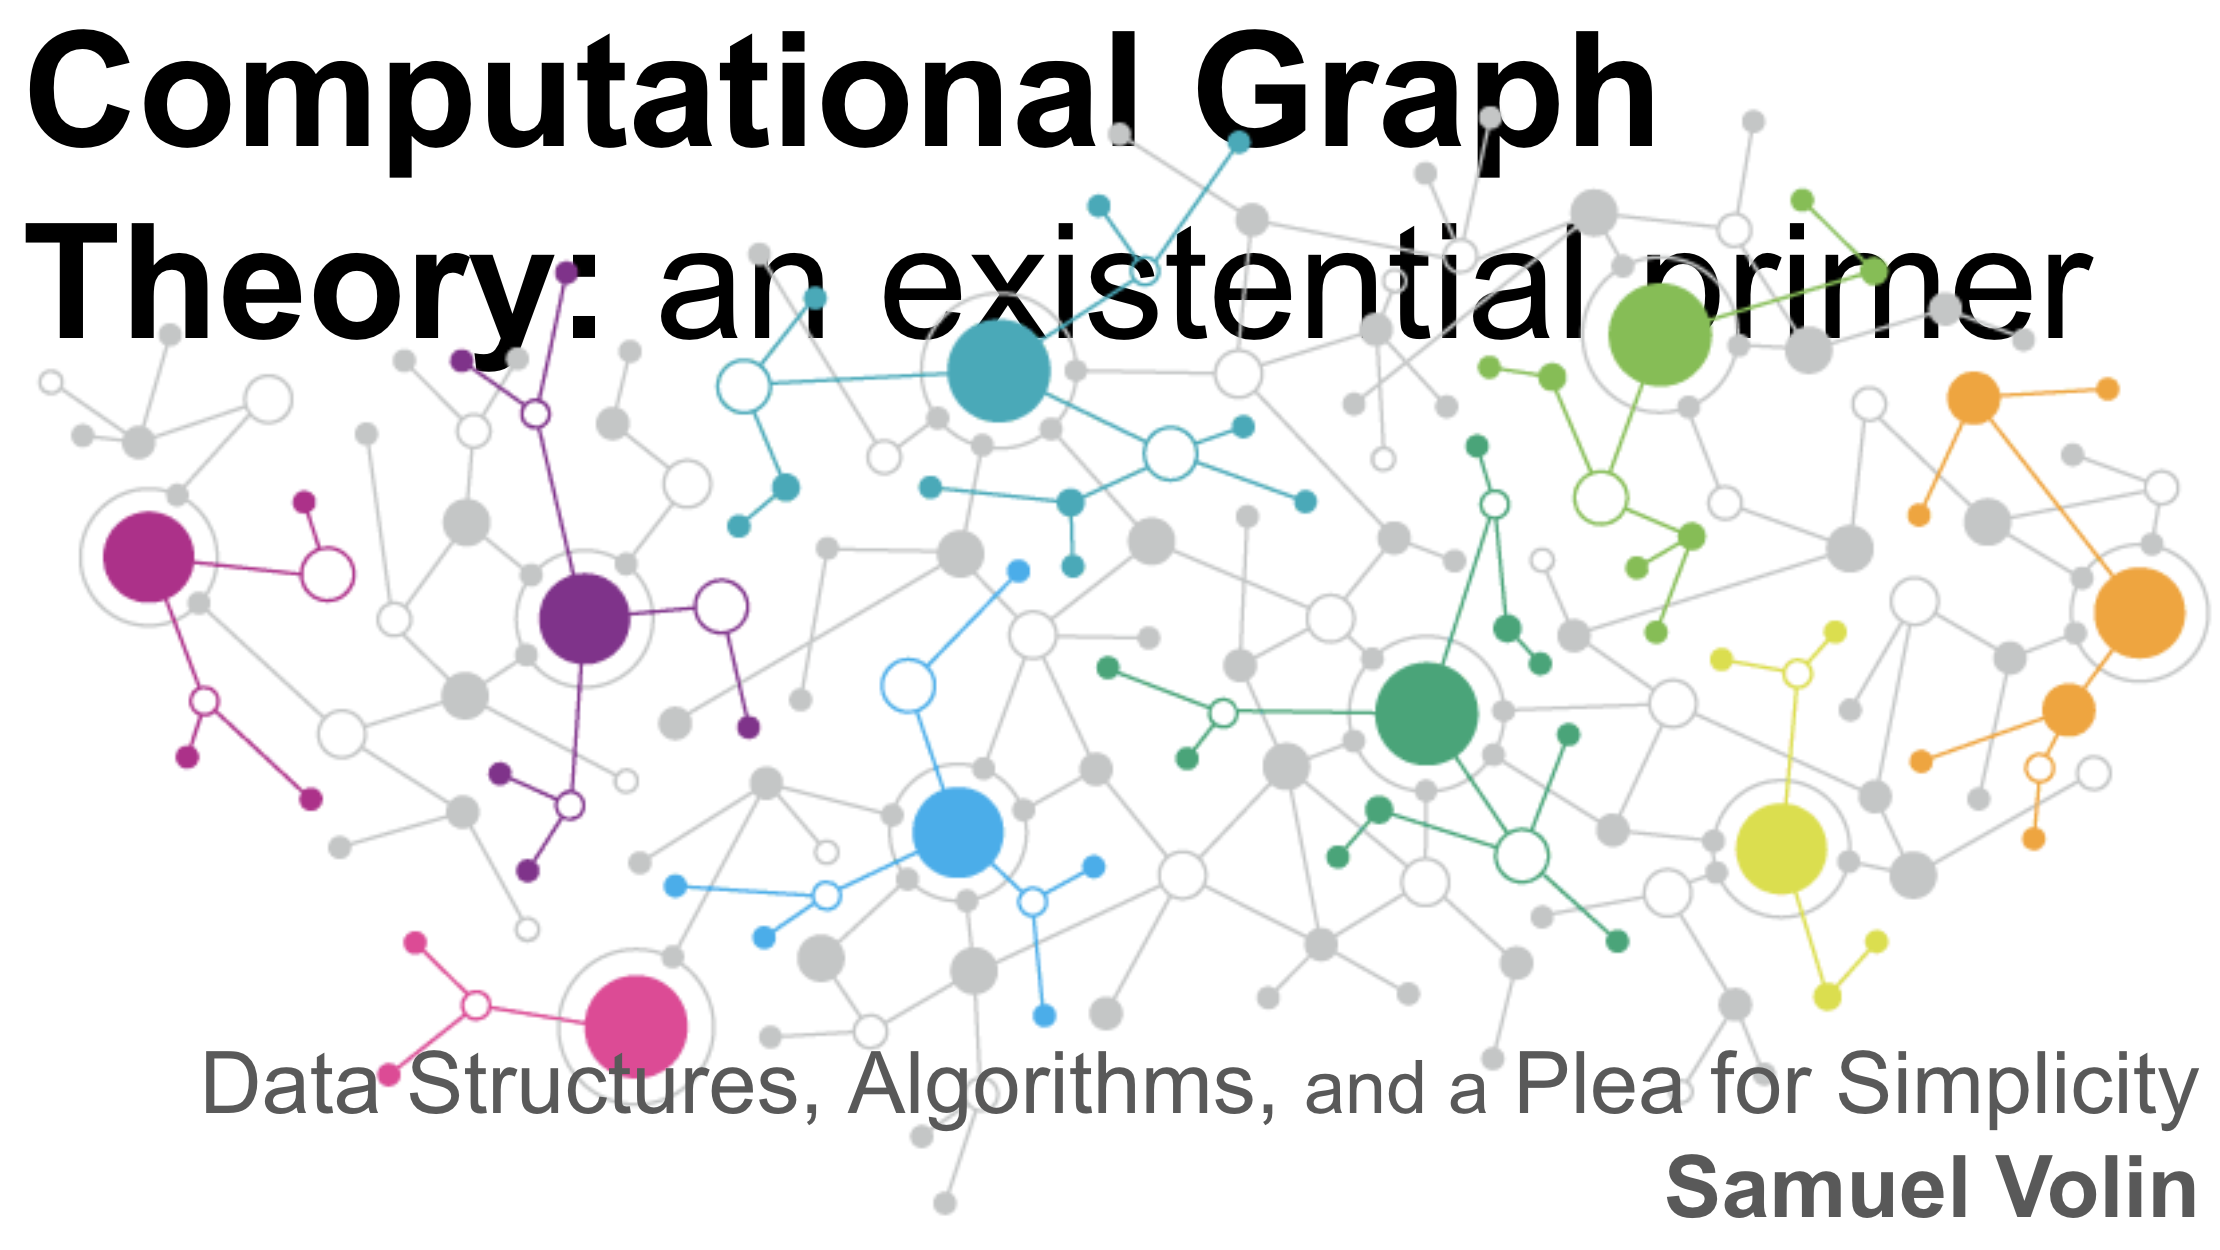 Computational Graph
Theory: an existential primer
Data Structures, Algorithms, and a Plea for Simplicity
Samuel Volin